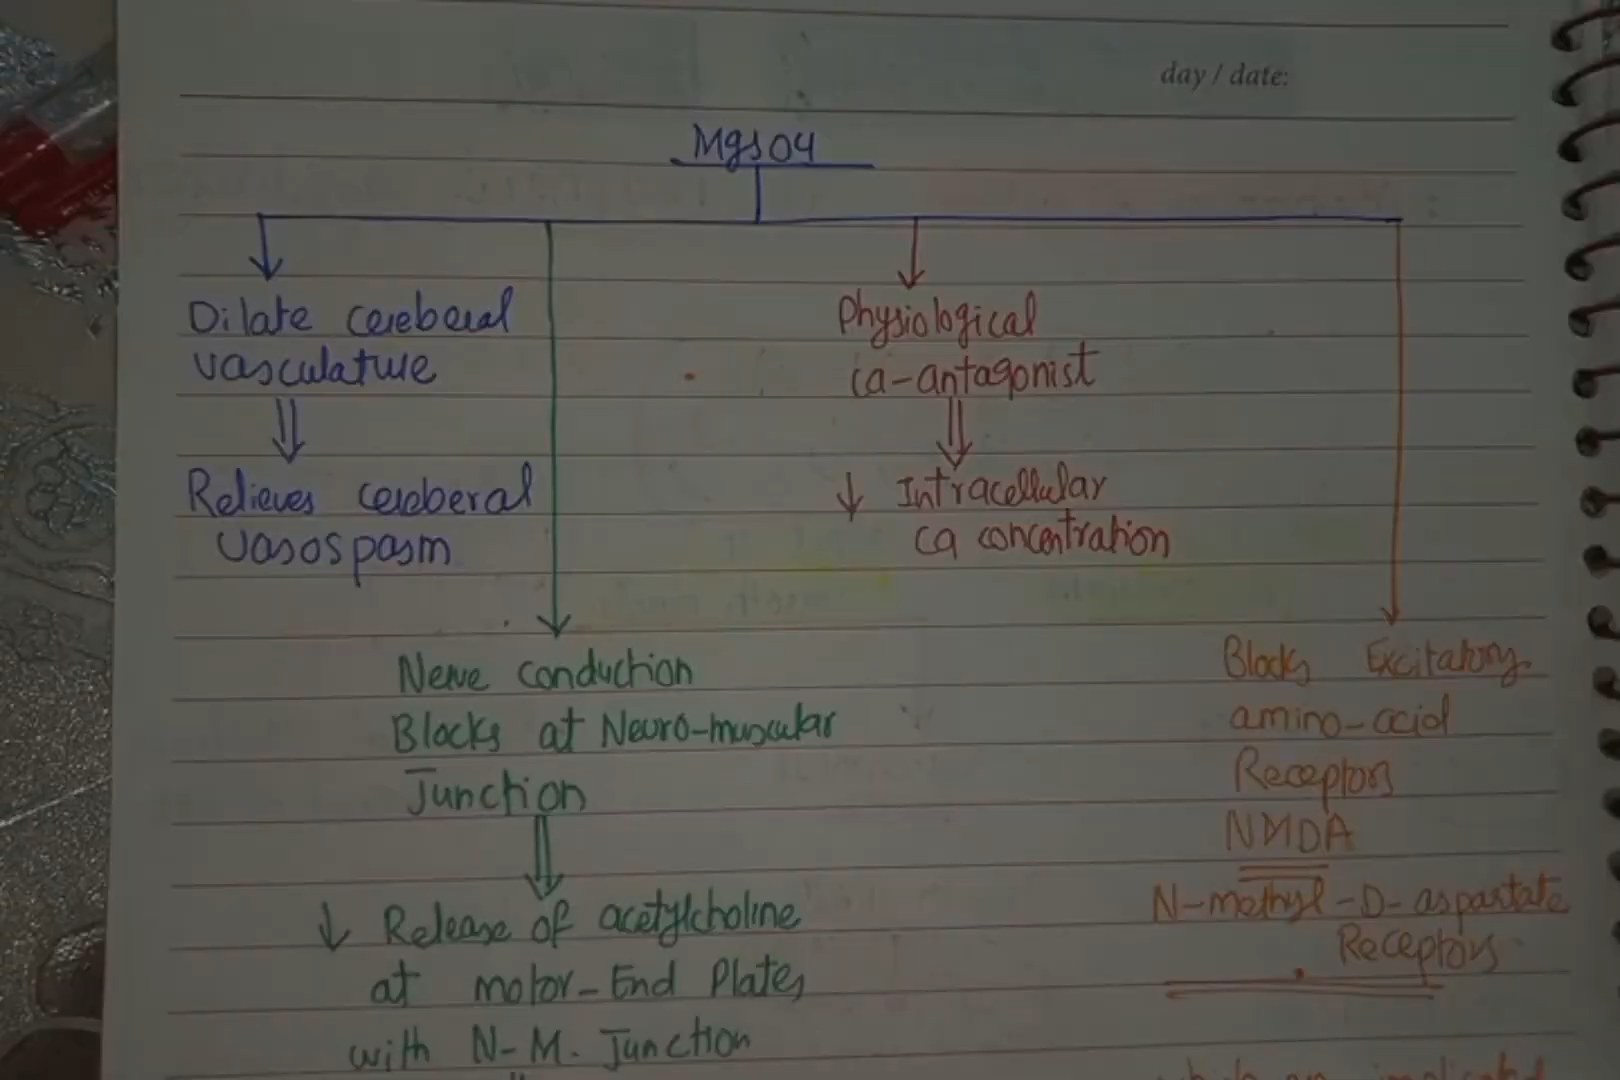 day / date:
MgSO4
Dilate cereberal
vasculature
Relieves cereberal
vasospasm
Physiological
Ca-antagonist
↓ Intracellular
Ca concentration
Nerve conduction
Blocks at Neuro-muscular
Junction
↓ Release of acetylcholine
at motor-End Plates
with N-M. Junction
Blocks Excitatory
amino-acid
Receptors
NMDA
N-methyl-D-aspartate
Receptors